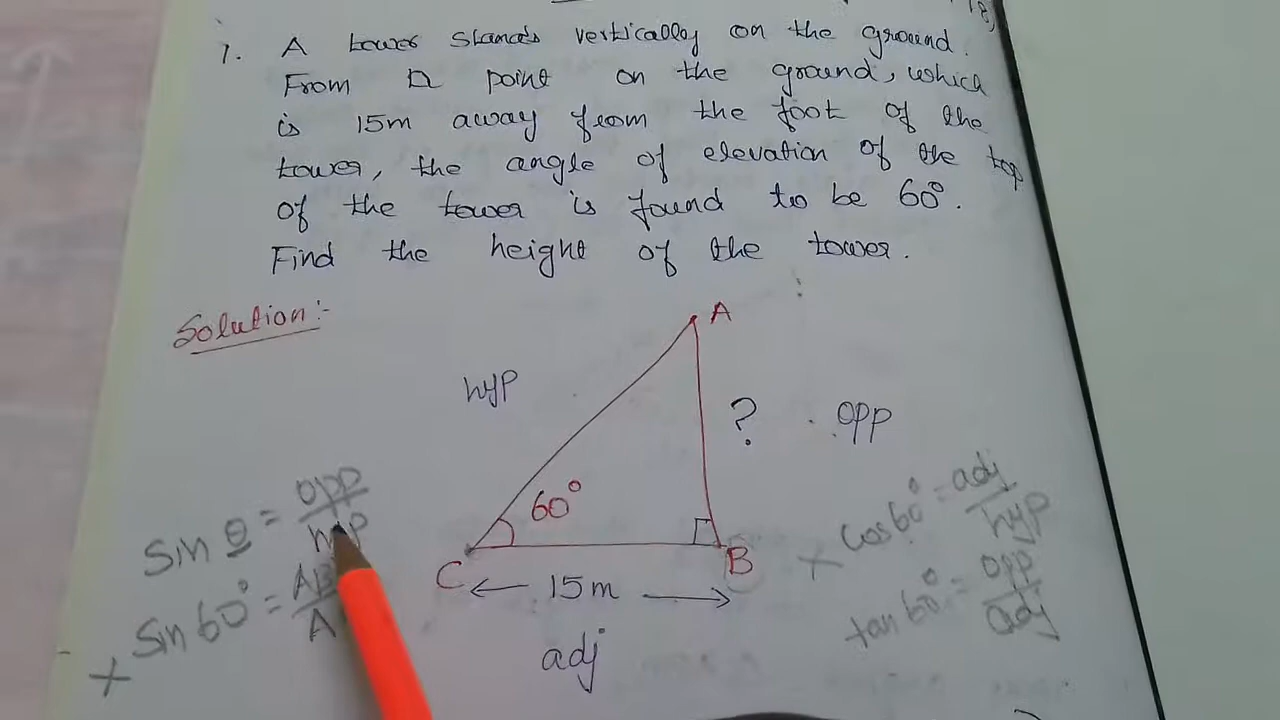 1. A tower stands vertically on the ground.
From a point on the ground, which
is 15m away from the foot of the
tower, the angle of elevation of the top
of the tower is found to be 60°.
Find the height of the tower.
Solution:-
A
hyp
? opp
60°
C B
15m
adj
sin θ = opp/hyp
× sin 60° =
× cos 60° = adj/hyp
tan 60° = opp/adj